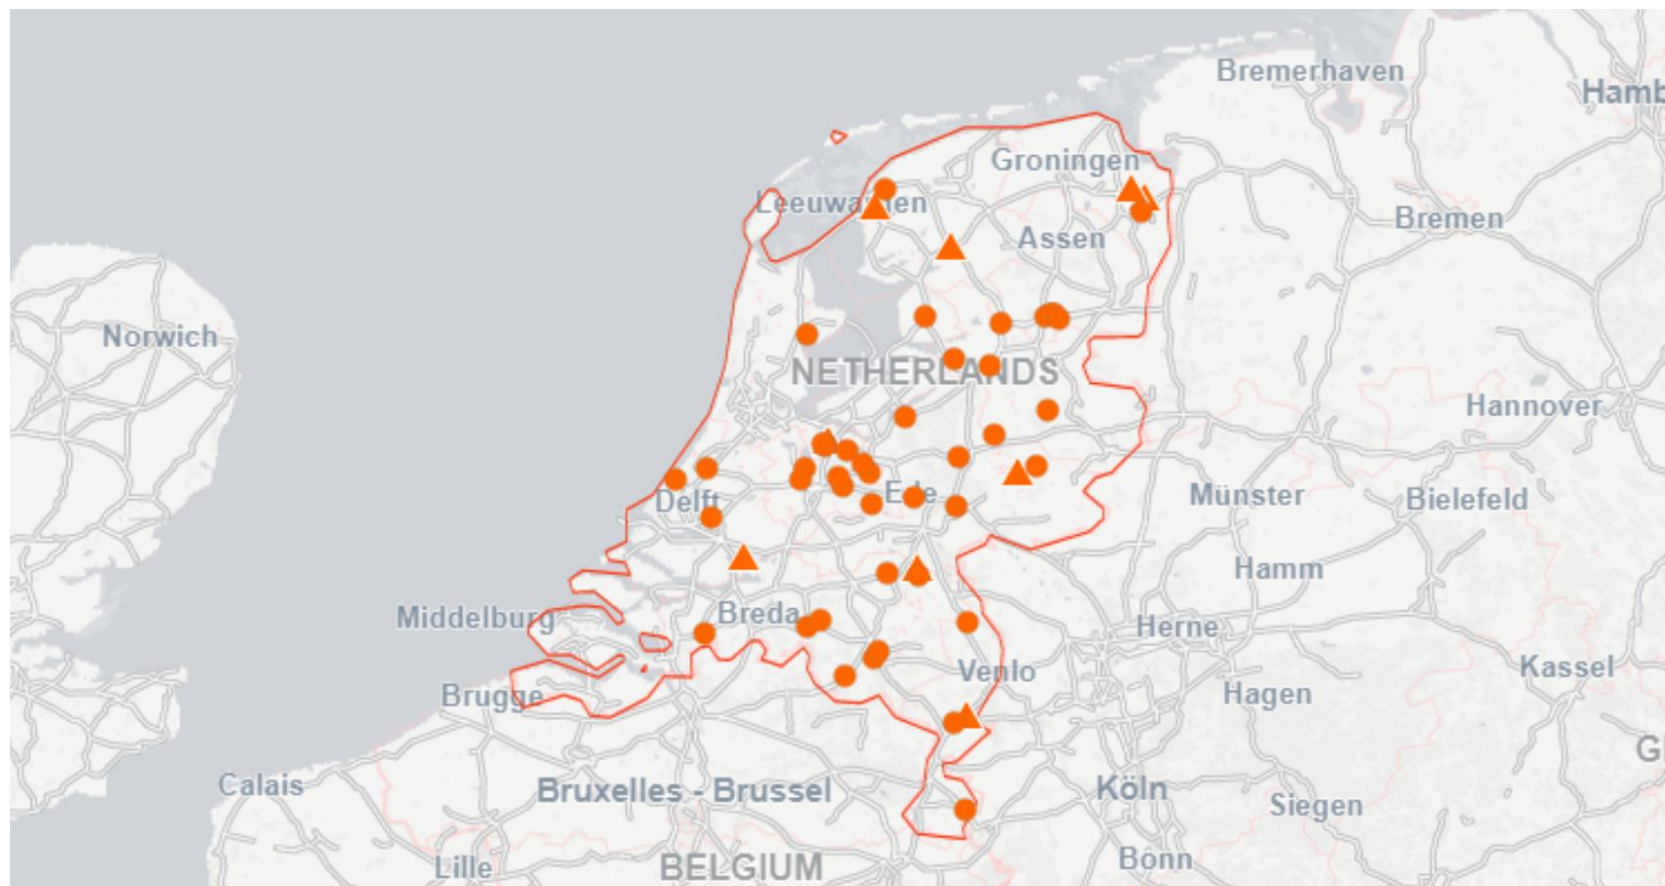 Bremerhaven
Hamb
Groningen
Leeuwarden
Bremen
Assen
Norwich
NETHERLANDS
Hannover
Delft
Ede
Münster
Bielefeld
Hamm
Middelburg
Breda
Herne
Venlo
Kassel
Brugge
Hagen
G
Calais
Bruxelles - Brussel
Köln
Siegen
Lille
BELGIUM
Bonn